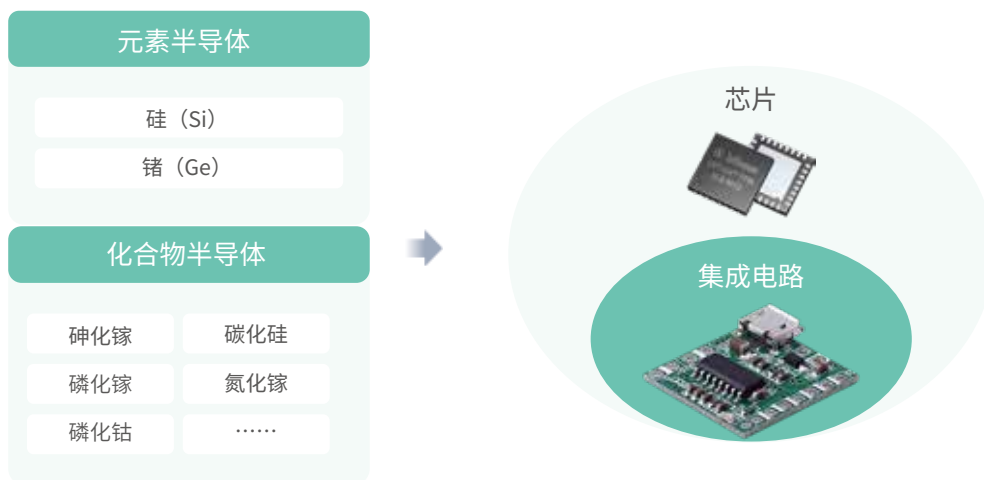 元素半导体
硅（Si）
锗（Ge）
化合物半导体
砷化镓
碳化硅
磷化镓
氮化镓
磷化钴
……
芯片
集成电路